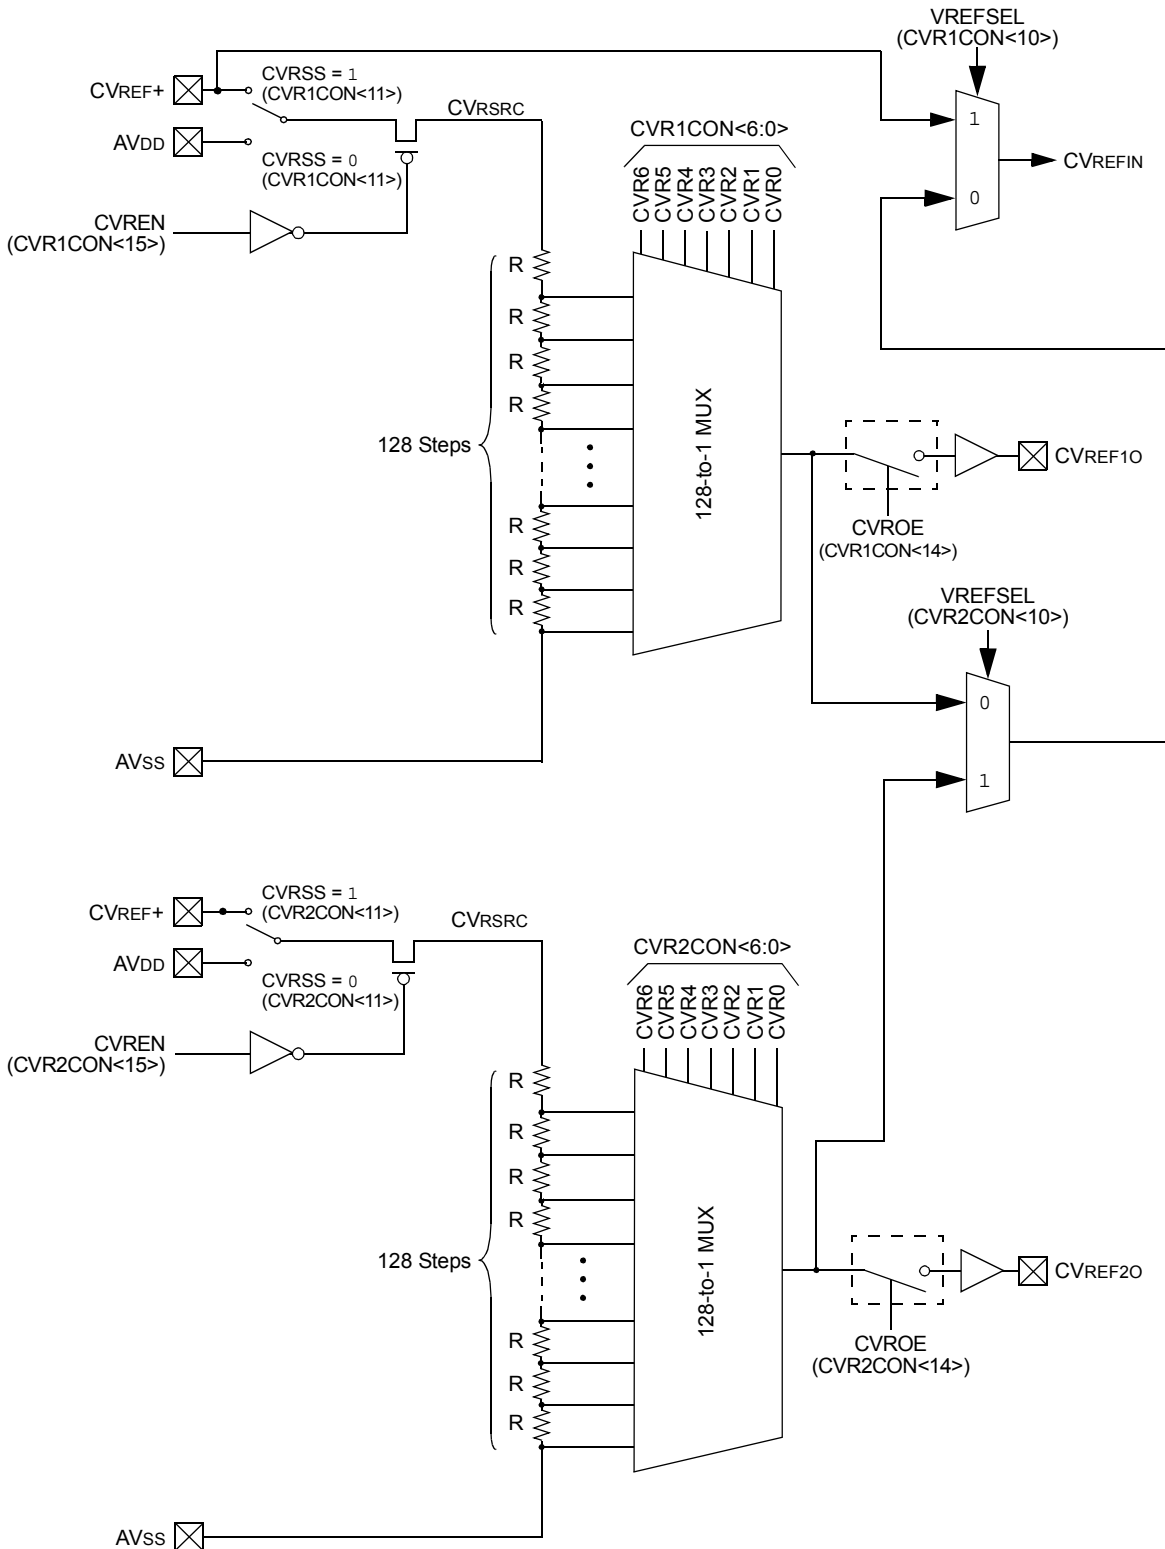 VREFSEL
(CVR1CON<10>)
CVREF+
CVRSS = 1
(CVR1CON<11>)
CVRSRC
AVDD
CVRSS = 0
(CVR1CON<11>)
CVREN
(CVR1CON<15>)
CVR1CON<6:0>
CVR6
CVR5
CVR4
CVR3
CVR2
CVR1
CVR0
1
0
CVREFIN
R
R
R
R
128 Steps
R
R
R
128-to-1 MUX
CVREF1O
CVROE
(CVR1CON<14>)
VREFSEL
(CVR2CON<10>)
0
1
AVSS
CVREF+
CVRSS = 1
(CVR2CON<11>)
CVRSRC
AVDD
CVRSS = 0
(CVR2CON<11>)
CVREN
(CVR2CON<15>)
CVR2CON<6:0>
CVR6
CVR5
CVR4
CVR3
CVR2
CVR1
CVR0
R
R
R
R
128 Steps
R
R
R
128-to-1 MUX
CVREF2O
CVROE
(CVR2CON<14>)
AVSS